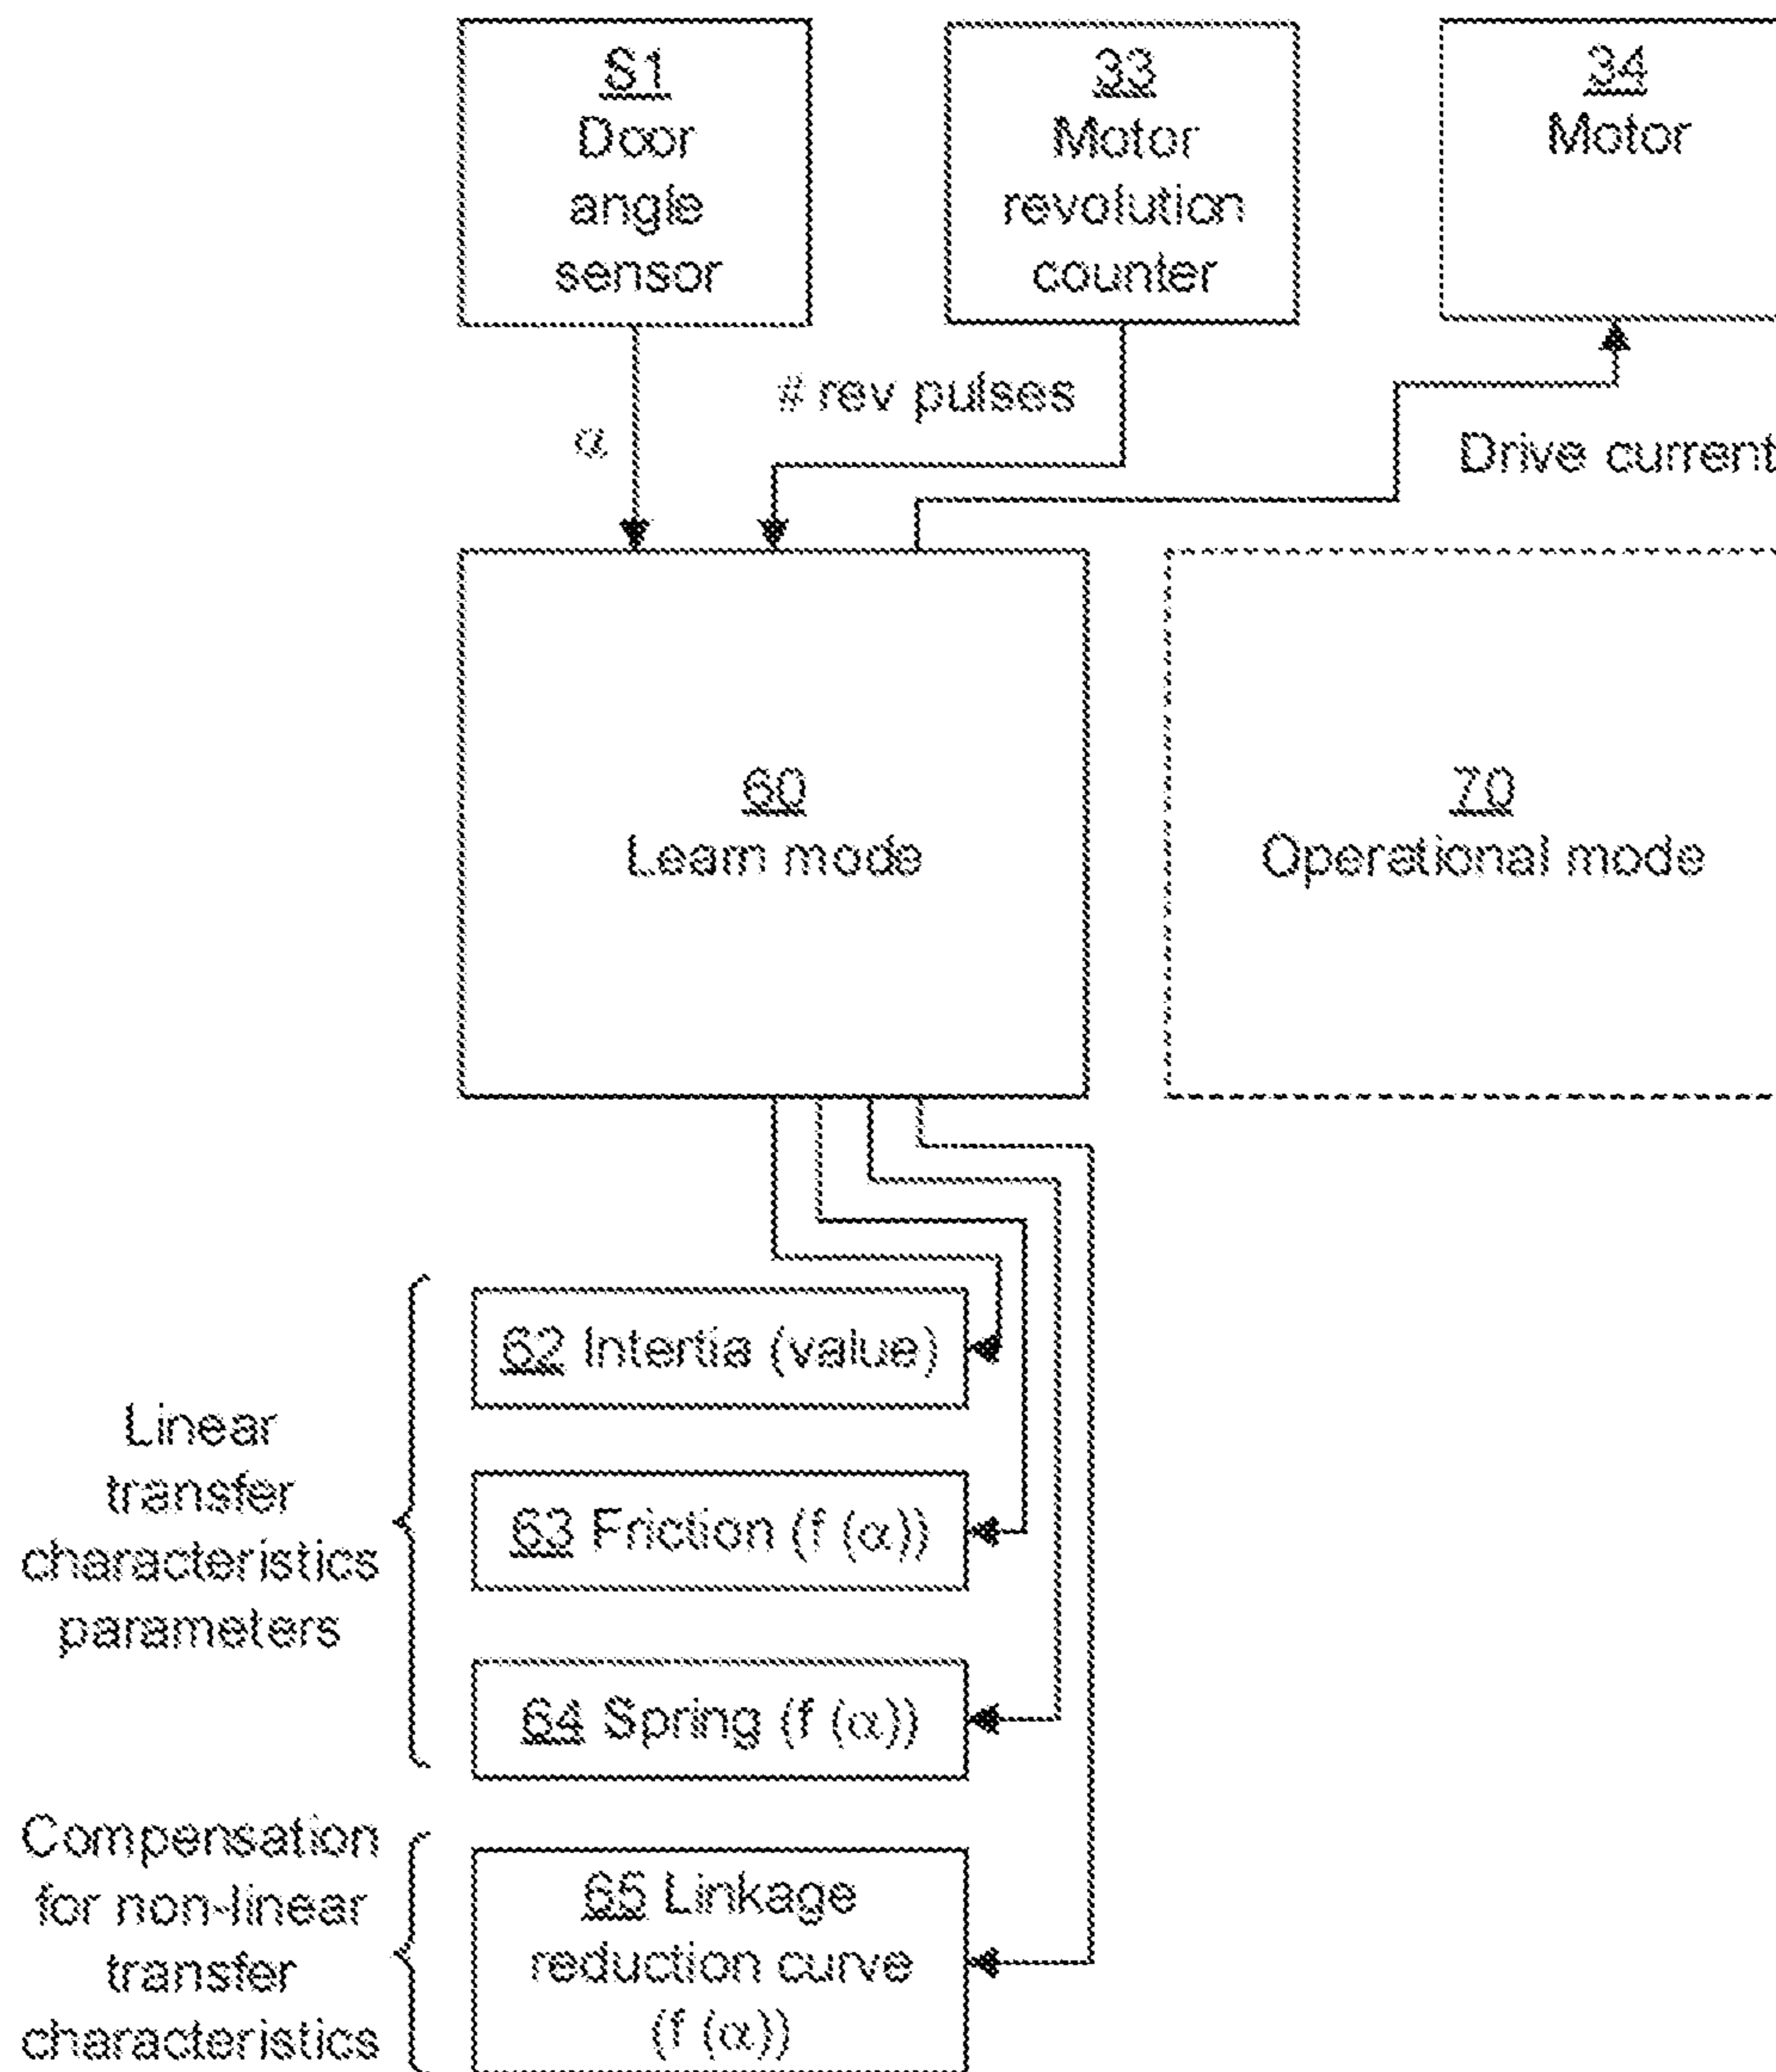 S1
Door
angle
sensor
33
Motor
revolution
counter
34
Motor
# rev pulses
α
Drive current
60
Learn mode
70
Operational mode
62 Intertia (value)
Linear
transfer
characteristics
parameters
63 Friction (f (α))
64 Spring (f (α))
Compensation
for non-linear
transfer
characteristics
65 Linkage
reduction curve
(f (α))